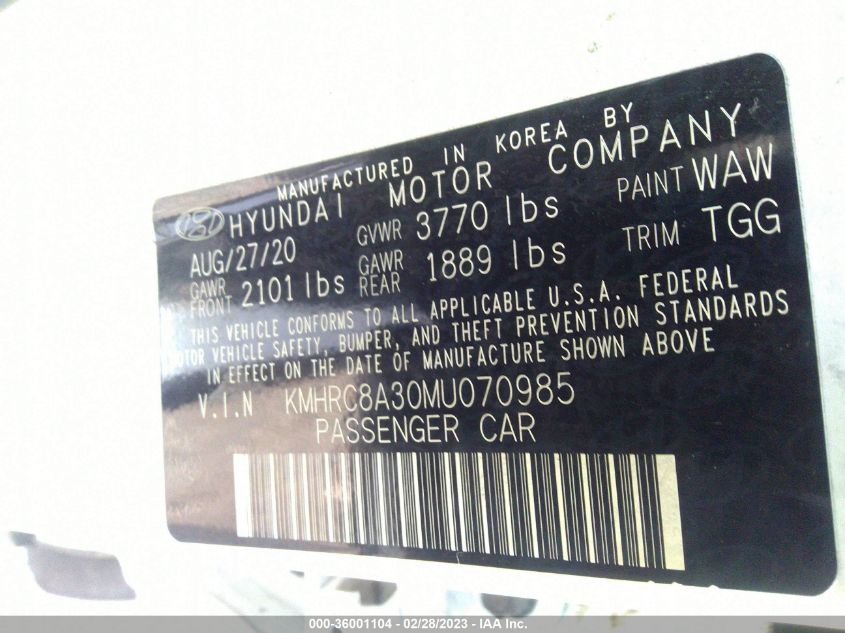 MANUFACTURED IN KOREA BY
HYUNDAI MOTOR COMPANY
AUG/27/20 GVWR 3770 lbs PAINT WAW
GAWR FRONT 2101 lbs GAWR REAR 1889 lbs TRIM TGG
THIS VEHICLE CONFORMS TO ALL APPLICABLE U.S.A. FEDERAL
MOTOR VEHICLE SAFETY, BUMPER, AND THEFT PREVENTION STANDARDS
IN EFFECT ON THE DATE OF MANUFACTURE SHOWN ABOVE
V.I.N KMHRC8A30MU070985
PASSENGER CAR
000-36001104 - 02/28/2023 - IAA Inc.